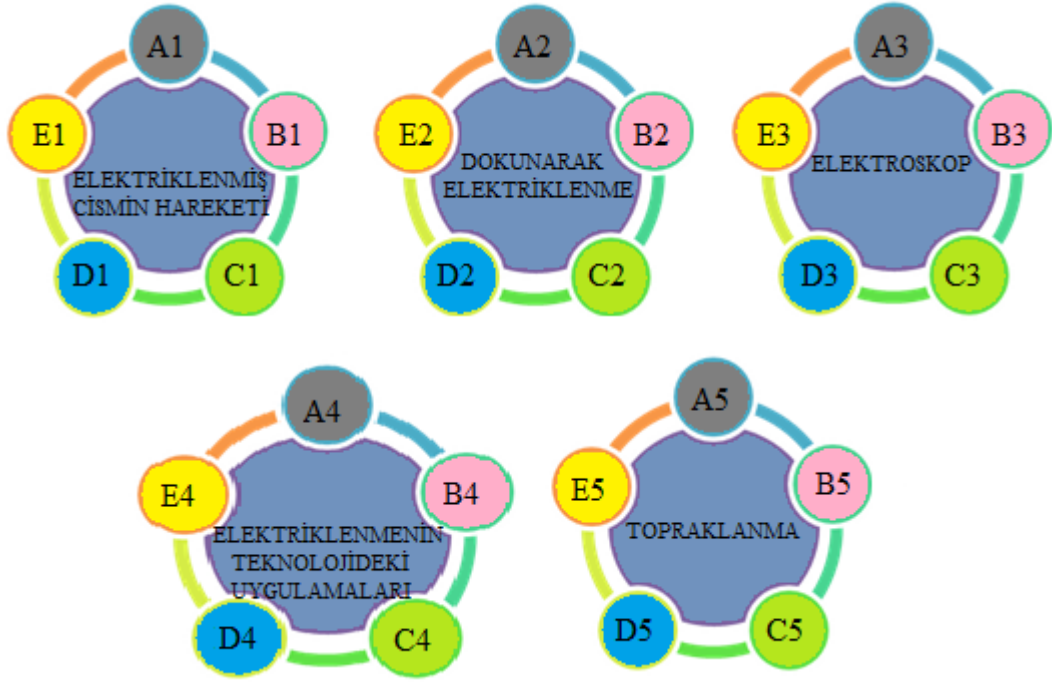 A1
E1
B1
ELEKTRİKLENMİŞ
CİSMİN HAREKETİ
D1
C1
A2
E2
B2
DOKUNARAK
ELEKTRİKLENME
D2
C2
A3
E3
B3
ELEKTROSKOP
D3
C3
A4
E4
B4
ELEKTRİKLENMENİN
TEKNOLOJİDEKİ
UYGULAMALARI
D4
C4
A5
E5
B5
TOPRAKLANMA
D5
C5